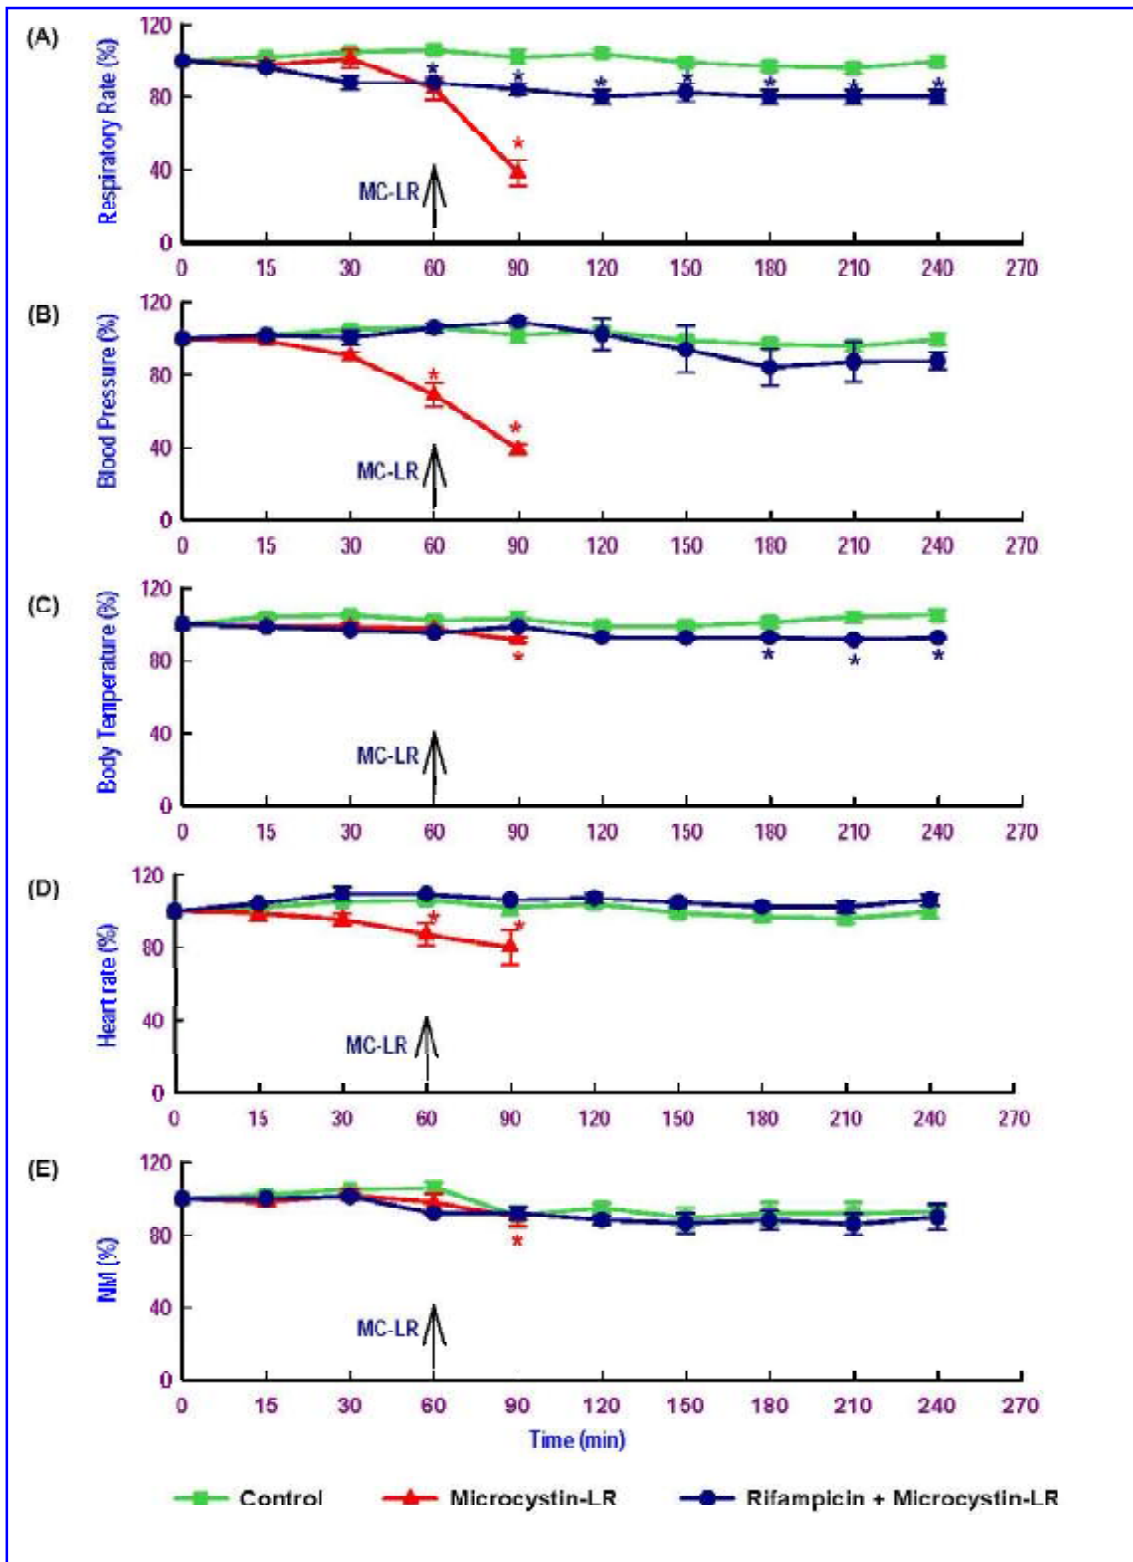 (A)
Respiratory Rate (%)
120
80
40
0
MC-LR
0 15 30 60 90 120 150 180 210 240 270
(B)
Blood Pressure (%)
120
80
40
0
MC-LR
0 15 30 60 90 120 150 180 210 240 270
(C)
Body Temperature (%)
120
80
40
0
MC-LR
0 15 30 60 90 120 150 180 210 240 270
(D)
Heart rate (%)
120
80
40
0
MC-LR
0 15 30 60 90 120 150 180 210 240 270
(E)
NM (%)
120
80
40
0
MC-LR
0 15 30 60 90 120 150 180 210 240 270
Time (min)
Control Microcystin-LR Rifampicin + Microcystin-LR